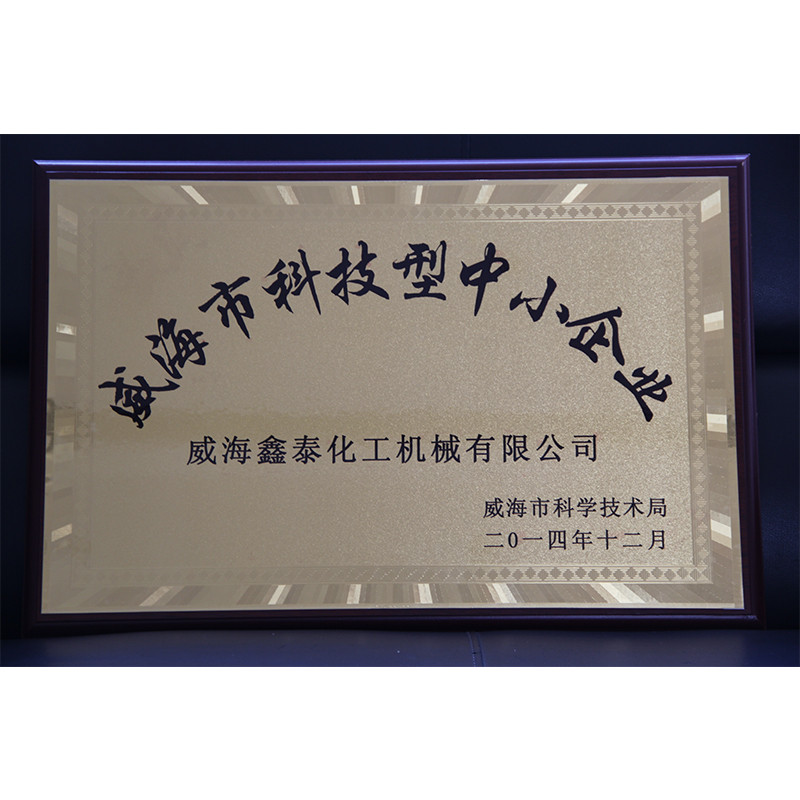 威海市科技型中小企业
威海鑫泰化工机械有限公司
威海市科学技术局
二0一四年十二月